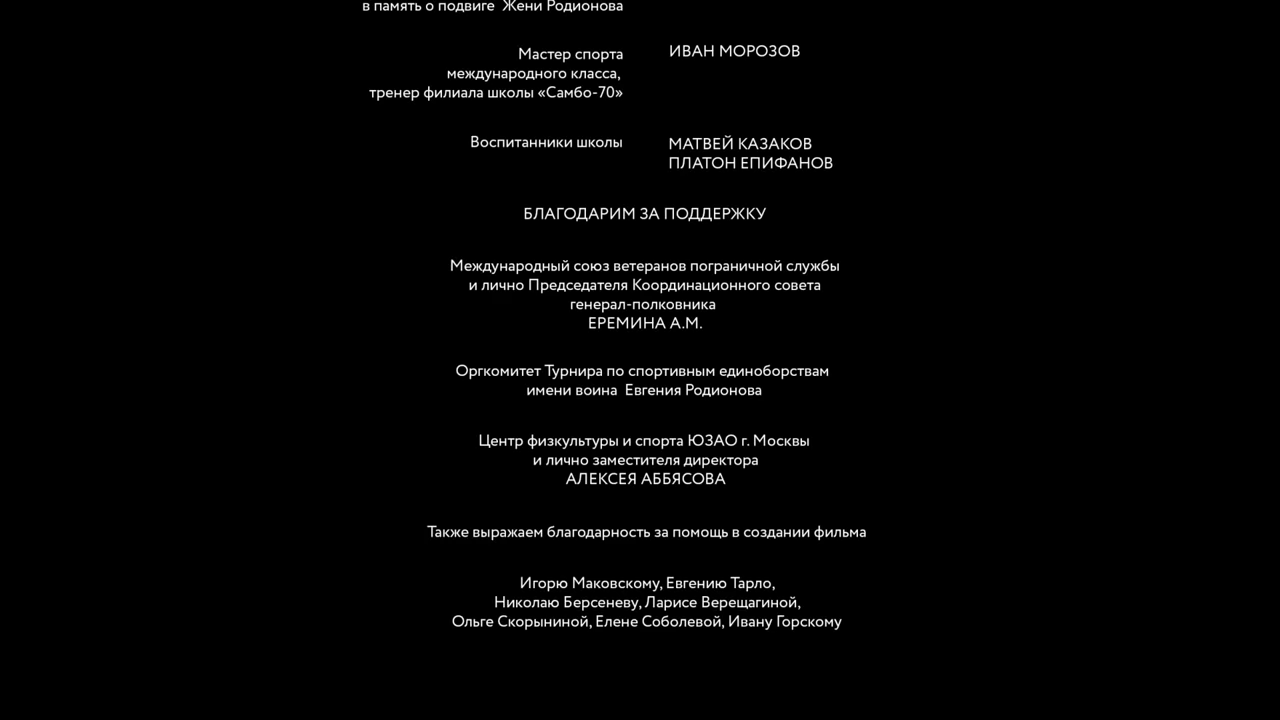 в память о подвиге Жени Родионова
Мастер спорта
международного класса,
тренер филиала школы «Самбо-70»
ИВАН МОРОЗОВ
Воспитанники школы
МАТВЕЙ КАЗАКОВ
ПЛАТОН ЕПИФАНОВ
БЛАГОДАРИМ ЗА ПОДДЕРЖКУ
Международный союз ветеранов пограничной службы
и лично Председателя Координационного совета
генерал-полковника
ЕРЕМИНА А.М.
Оргкомитет Турнира по спортивным единоборствам
имени воина Евгения Родионова
Центр физкультуры и спорта ЮЗАО г. Москвы
и лично заместителя директора
АЛЕКСЕЯ АББЯСОВА
Также выражаем благодарность за помощь в создании фильма
Игорю Маковскому, Евгению Тарло,
Николаю Берсеневу, Ларисе Верещагиной,
Ольге Скорыниной, Елене Соболевой, Ивану Горскому